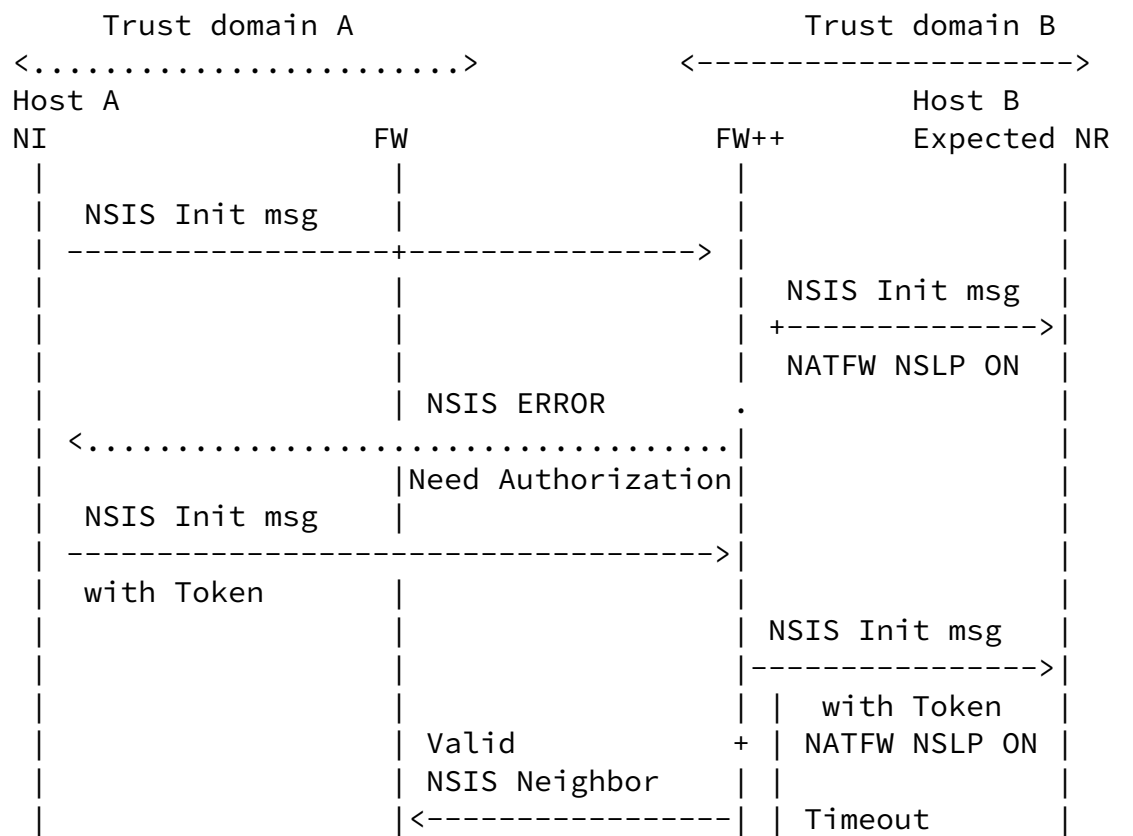 Trust domain A Trust domain B
<.........................> <--------------------->
Host A Host B
NI FW FW++ Expected NR
NSIS Init msg
NSIS Init msg
NATFW NSLP ON
NSIS ERROR
Need Authorization
NSIS Init msg
with Token
NSIS Init msg
with Token
Valid NATFW NSLP ON
NSIS Neighbor
Timeout